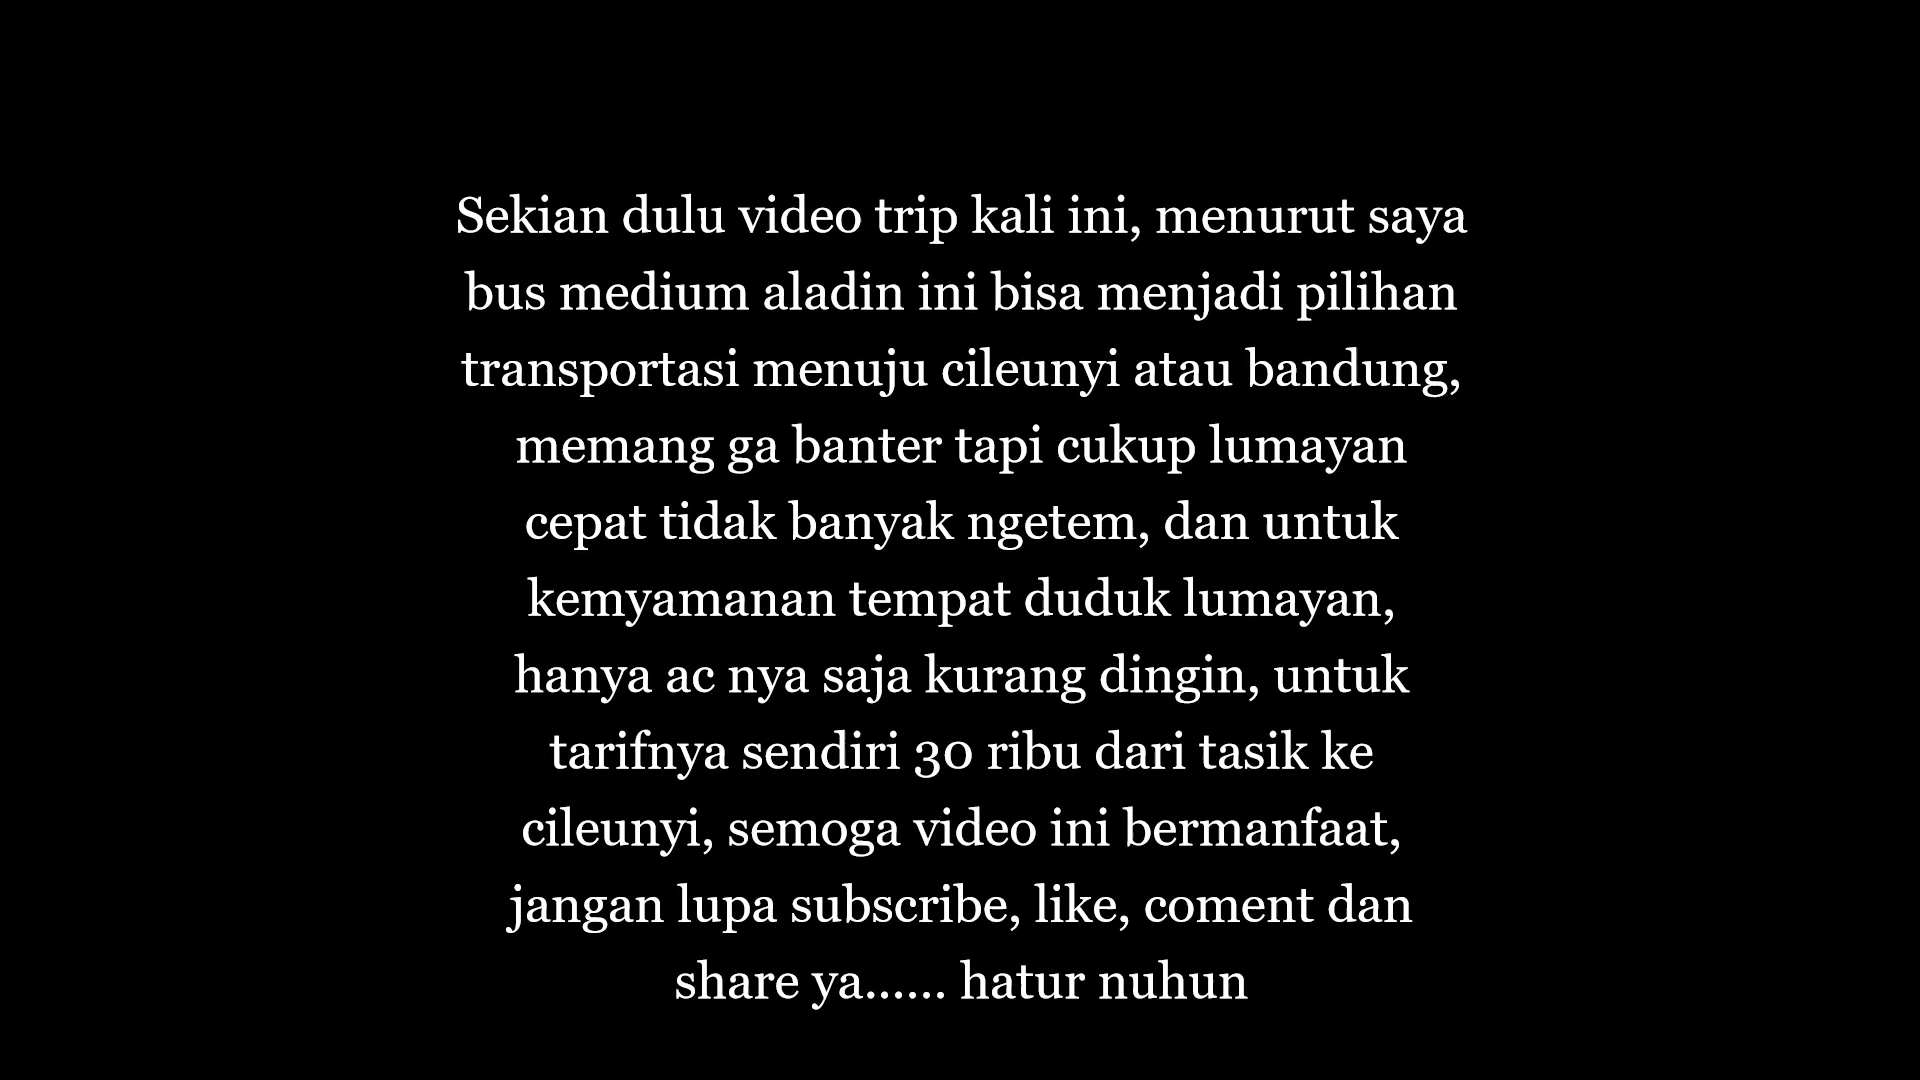 Sekian dulu video trip kali ini, menurut saya
bus medium aladin ini bisa menjadi pilihan
transportasi menuju cileunyi atau bandung,
memang ga banter tapi cukup lumayan
cepat tidak banyak ngetem, dan untuk
kemyamanan tempat duduk lumayan,
hanya ac nya saja kurang dingin, untuk
tarifnya sendiri 30 ribu dari tasik ke
cileunyi, semoga video ini bermanfaat,
jangan lupa subscribe, like, coment dan
share ya...... hatur nuhun